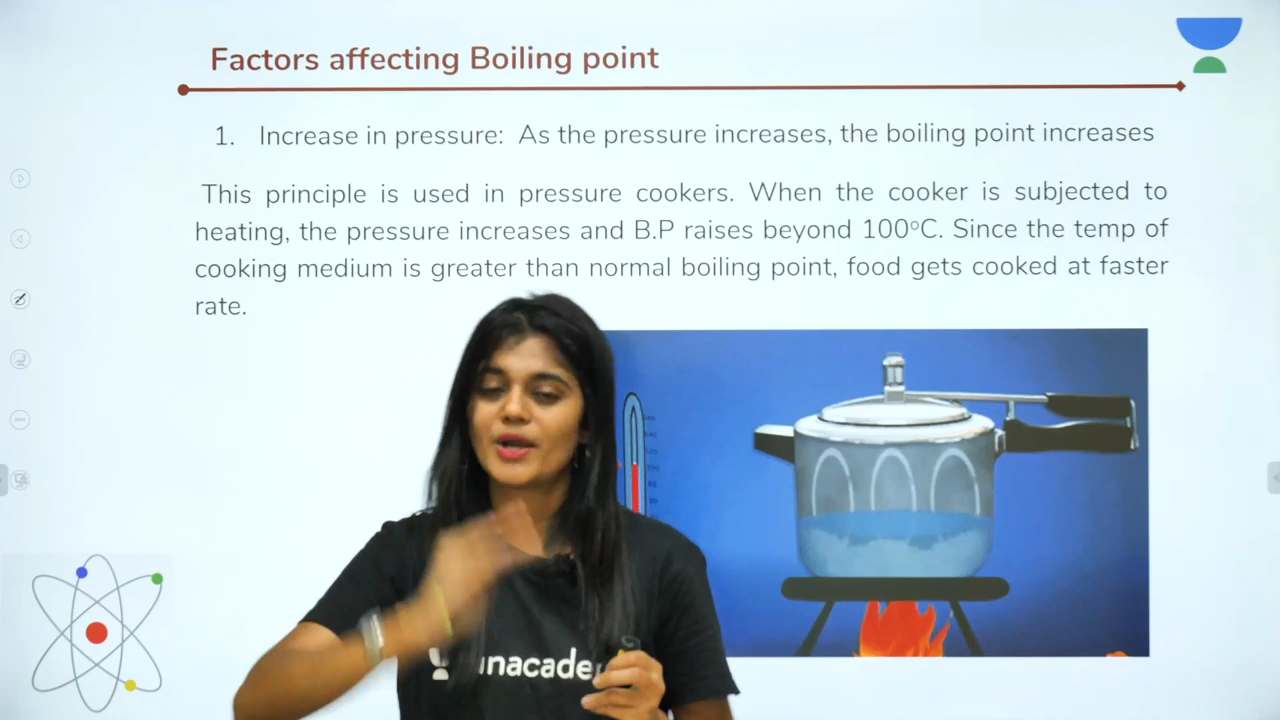 Factors affecting Boiling point
1. Increase in pressure: As the pressure increases, the boiling point increases
This principle is used in pressure cookers. When the cooker is subjected to
heating, the pressure increases and B.P raises beyond 100°C. Since the temp of
cooking medium is greater than normal boiling point, food gets cooked at faster
rate.
unacade